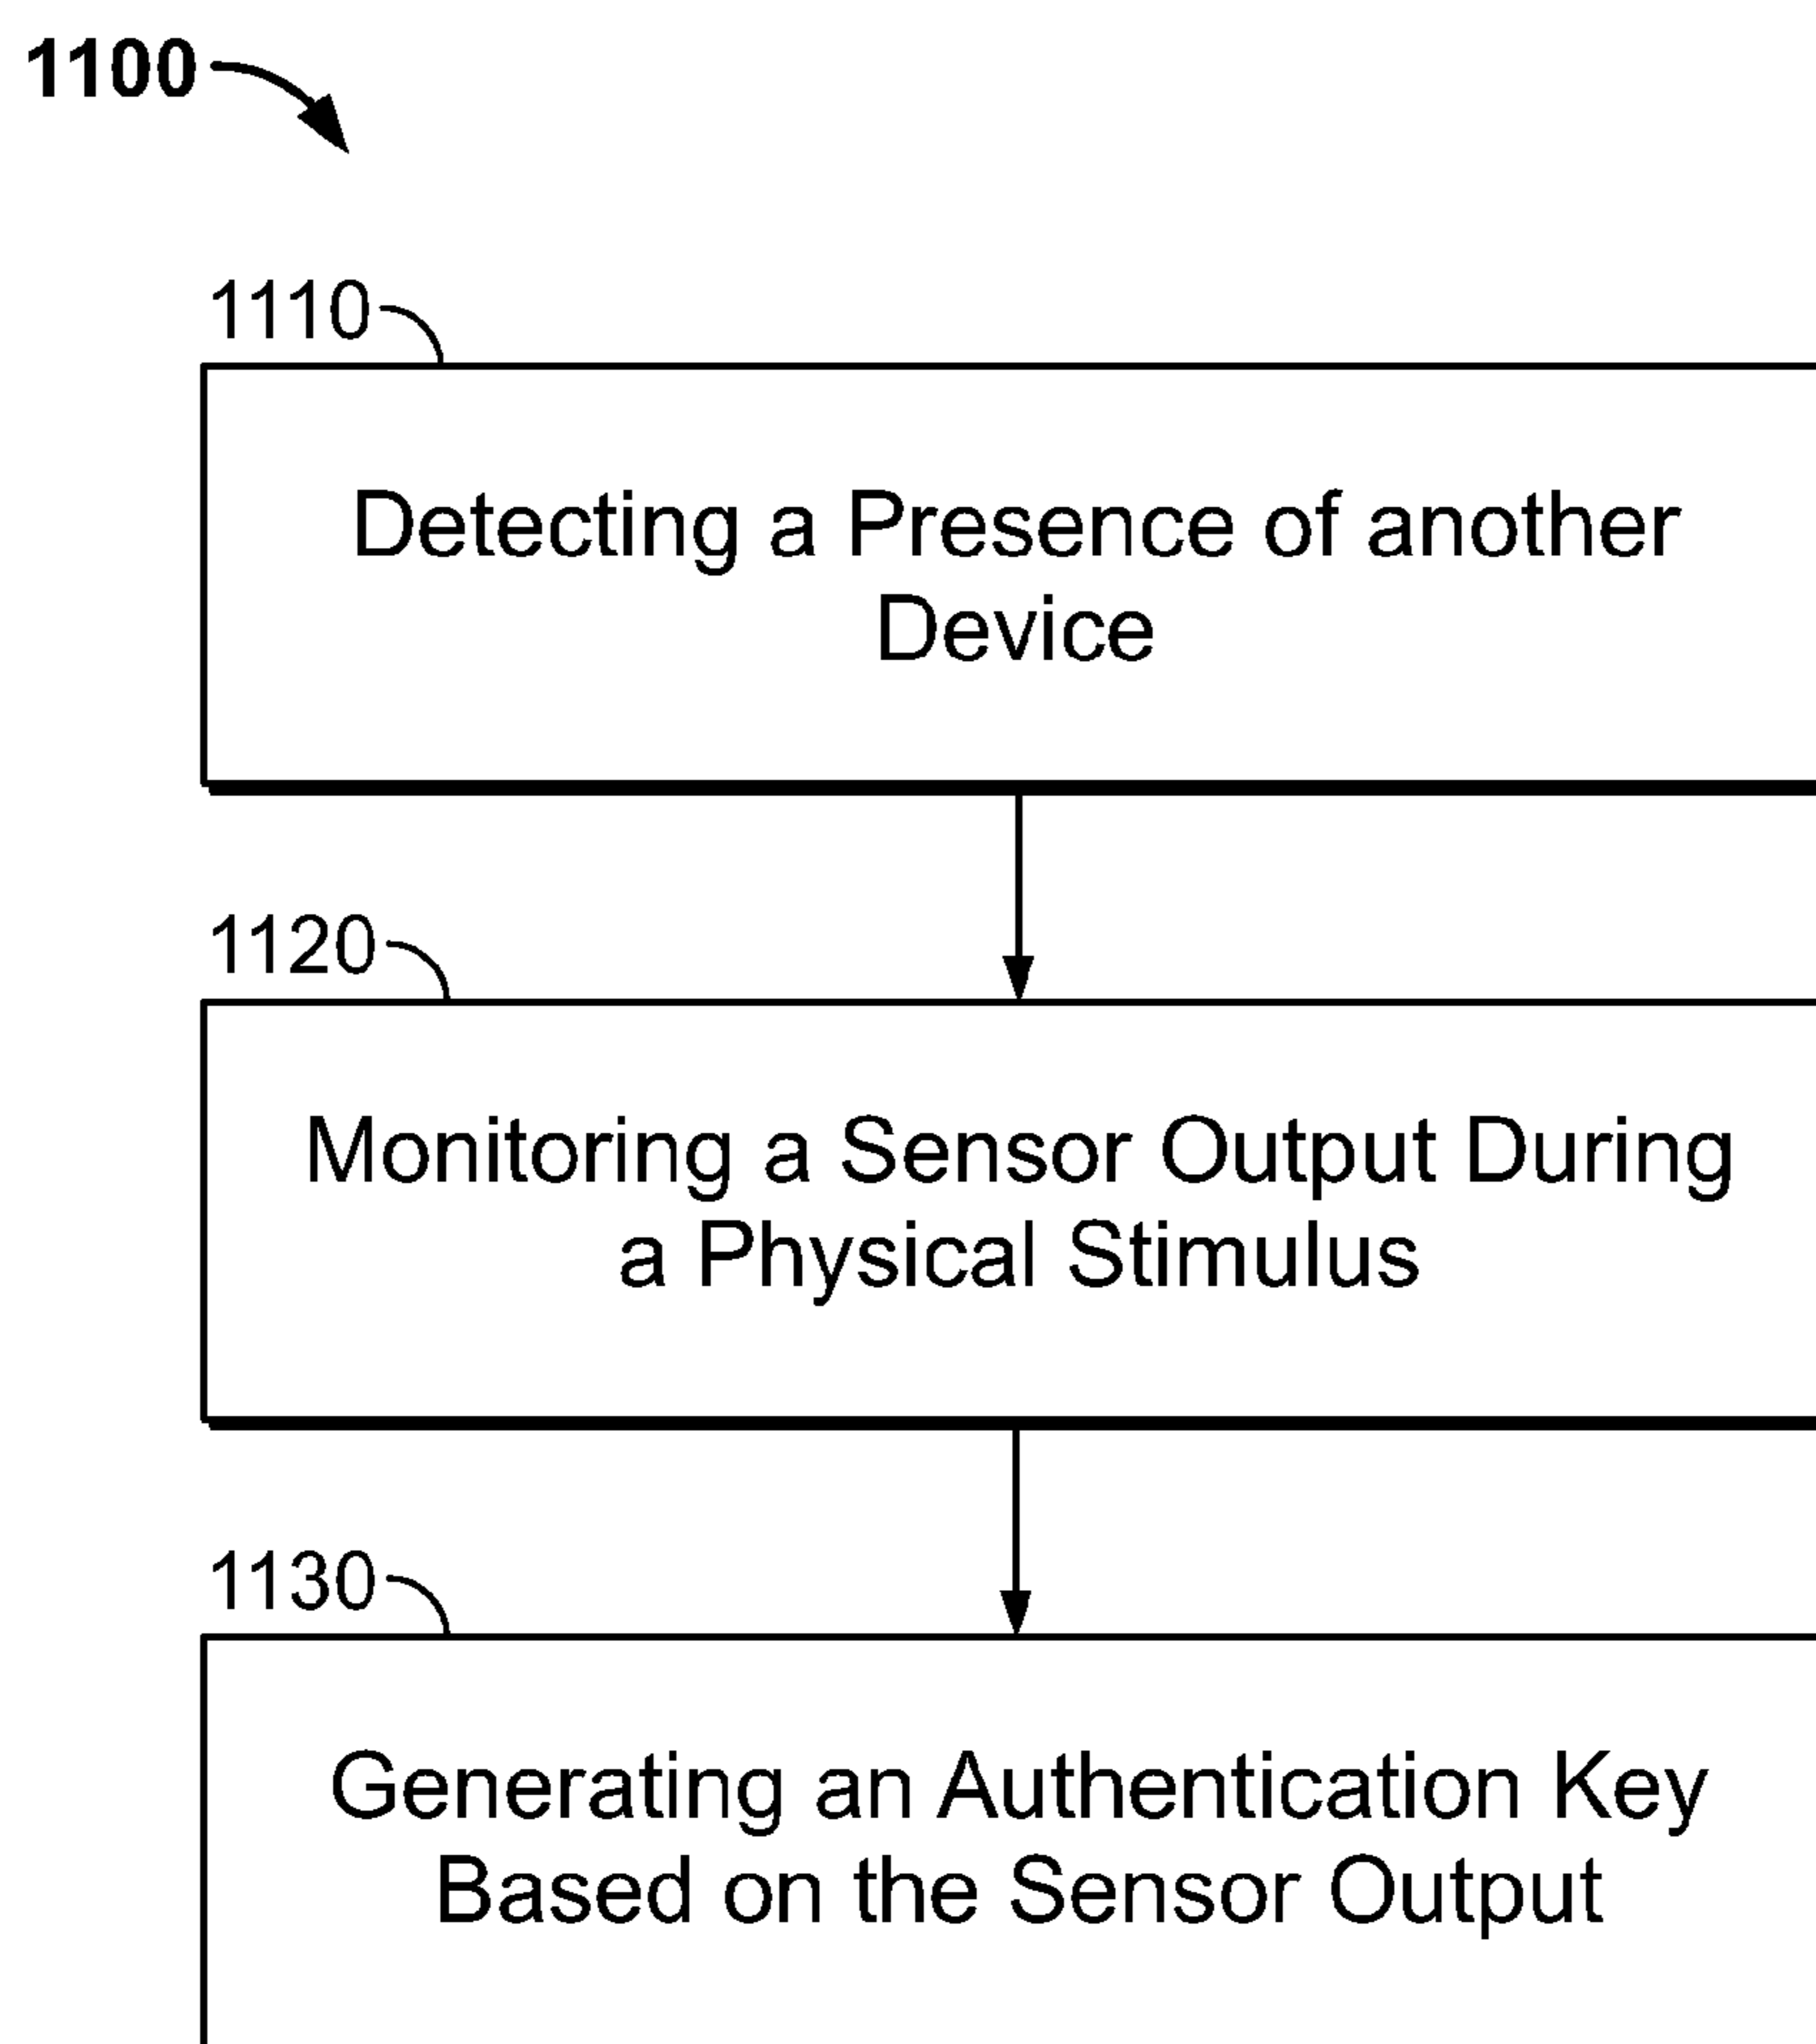 1100
1110
Detecting a Presence of another
Device
1120
Monitoring a Sensor Output During
a Physical Stimulus
1130
Generating an Authentication Key
Based on the Sensor Output